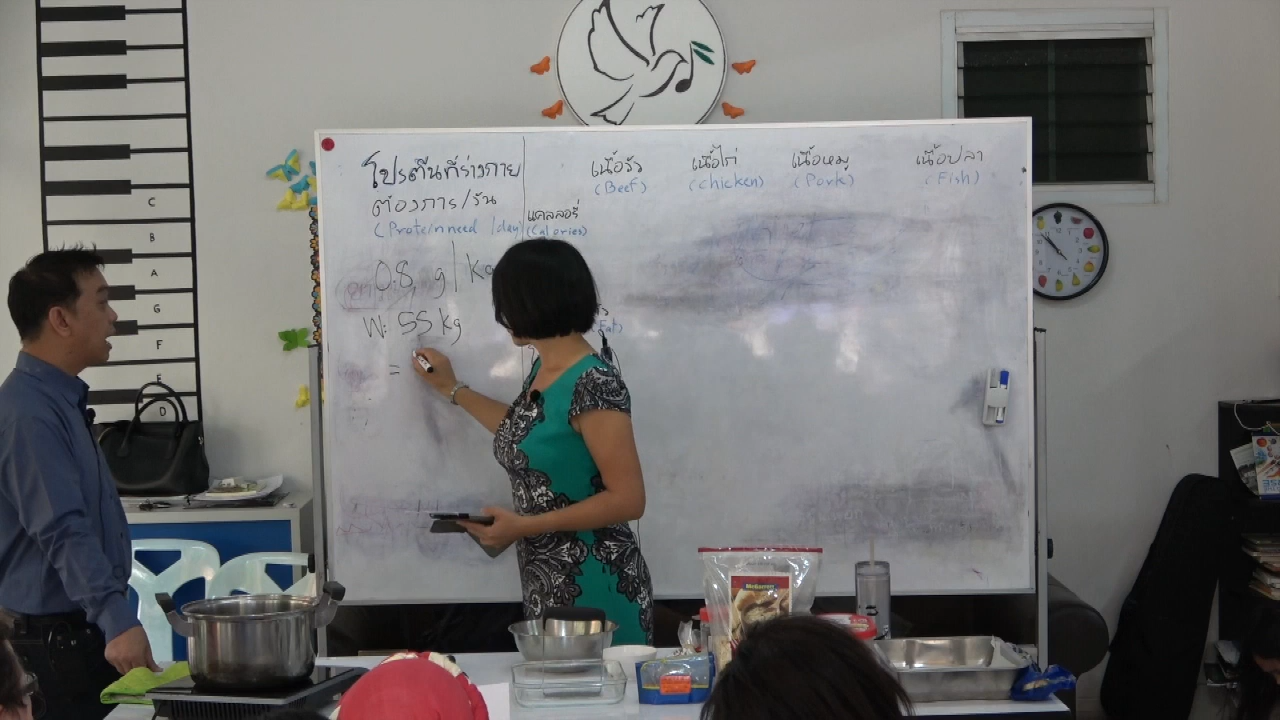 โปรตีนที่ร่างกาย
ต้องการ/วัน
(Protein need /day)
เนื้อวัว
(Beef)
เนื้อไก่
(chicken)
เนื้อหมู
(Pork)
เนื้อปลา
(Fish)
แคลลอรี่
(Calories)
0.8 g/
W: 55 kg
=
Fat)
C
B
A
G
F
E
D
McGarrett